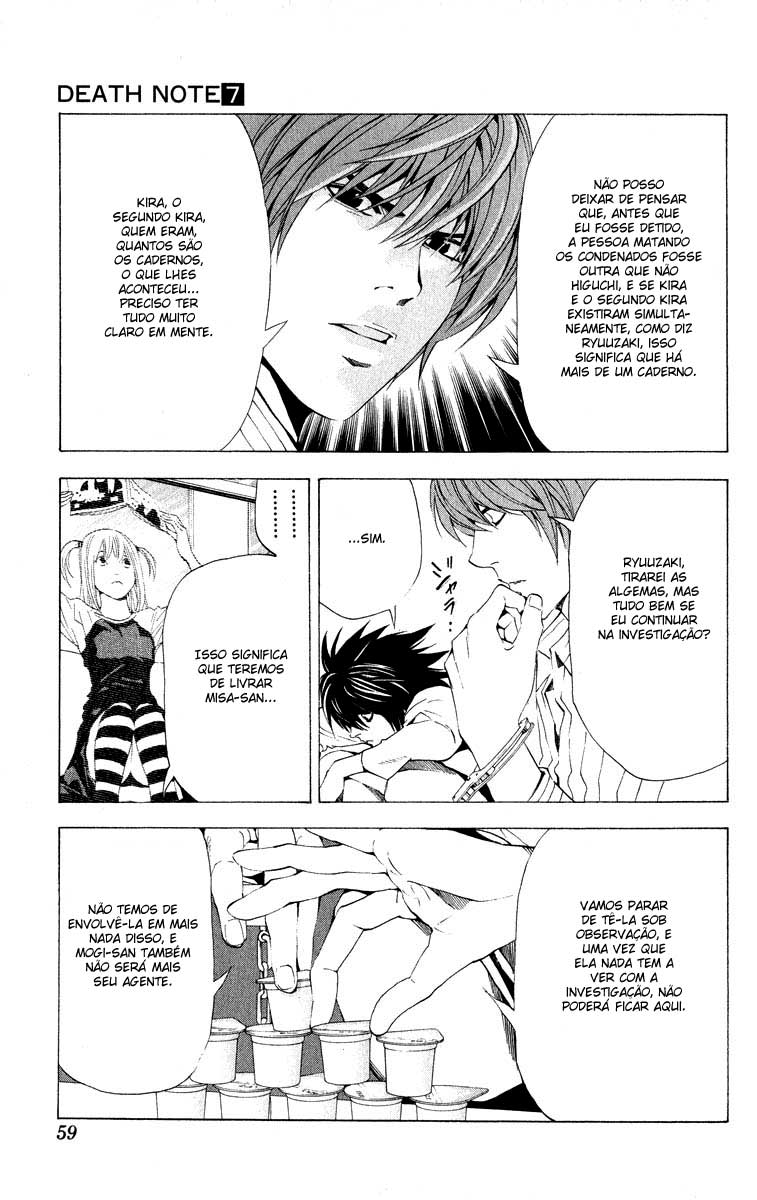 DEATH NOTE 7
NÃO POSSO
DEIXAR DE PENSAR
QUE, ANTES QUE
EU FOSSE DETIDO,
A PESSOA MATANDO
OS CONDENADOS FOSSE
OUTRA QUE NÃO
HIGUCHI, E SE KIRA
E O SEGUNDO KIRA
EXISTIRAM SIMULTA-
NEAMENTE, COMO DIZ
RYUUZAKI, ISSO
SIGNIFICA QUE HÁ
MAIS DE UM CADERNO.
KIRA, O
SEGUNDO KIRA,
QUEM ERAM,
QUANTOS SÃO
OS CADERNOS,
O QUE LHES
ACONTECEU...
PRECISO TER
TUDO MUITO
CLARO EM MENTE.
RYUUZAKI,
TIRAREI AS
ALGEMAS, MAS
TUDO BEM SE
EU CONTINUAR
NA INVESTIGAÇÃO?
...SIM.
ジャラ…
ISSO SIGNIFICA
QUE TEREMOS
DE LIVRAR
MISA-SAN...
VAMOS PARAR
DE TÊ-LA SOB
OBSERVAÇÃO, E
UMA VEZ QUE
ELA NADA TEM A
VER COM A
INVESTIGAÇÃO, NÃO
PODERÁ FICAR AQUI.
NÃO TEMOS DE
ENVOLVÊ-LA EM MAIS
NADA DISSO, E
MOGI-SAN TAMBÉM
NÃO SERÁ MAIS
SEU AGENTE.
59